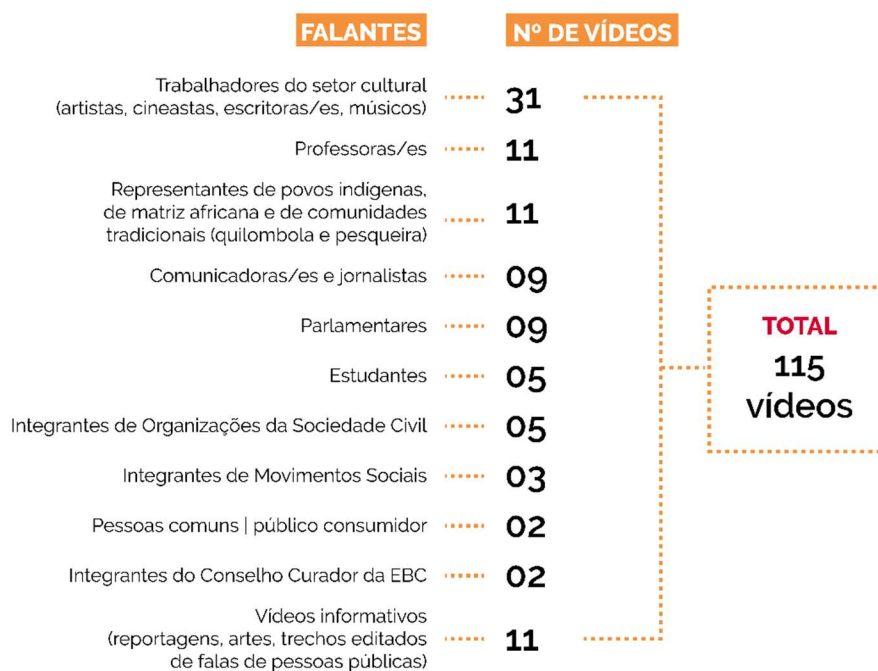 FALANTES
Nº DE VÍDEOS
Trabalhadores do setor cultural
(artistas, cineastas, escritoras/es, músicos)
31
Professoras/es
11
Representantes de povos indígenas,
de matriz africana e de comunidades
tradicionais (quilombola e pesqueira)
11
Comunicadoras/es e jornalistas
09
Parlamentares
09
Estudantes
05
Integrantes de Organizações da Sociedade Civil
05
Integrantes de Movimentos Sociais
03
Pessoas comuns | público consumidor
02
Integrantes do Conselho Curador da EBC
02
Vídeos informativos
(reportagens, artes, trechos editados
de falas de pessoas públicas)
11
TOTAL
115
vídeos